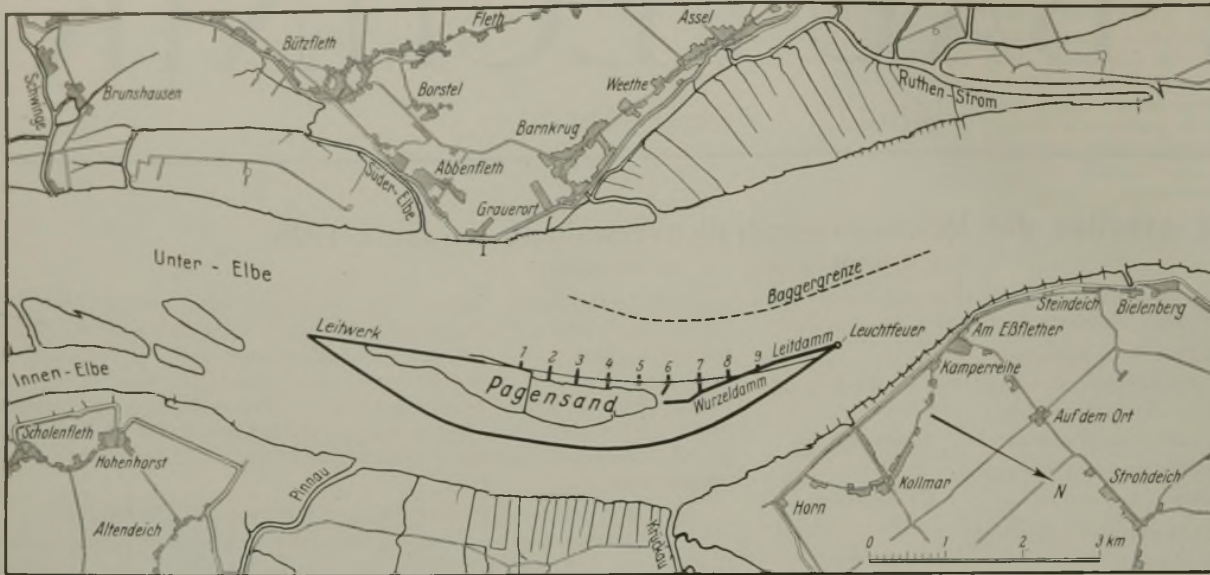 Fleth
Assel
Bützfleth
Schwinge
Brunshausen
Borstel
Weethe
Ruthen-Strom
Barnkrug
Abbenfleth
Süder-Elbe
Grauerort
Unter - Elbe
Baggergrenze
Steindeich
Bielenberg
Leitwerk
Leitdamm
Leuchtfeuer
Am Eßflether
Innen-Elbe
1 2 3 4 5 6 7 8 9
Kamperreihe
Pagensand
Wurzeldamm
Auf dem Ort
Scholenfleth
Hohenhorst
Pinnau
Kollmar
N
Strohdeich
Horn
Altendeich
Krückau
0 1 2 3 km